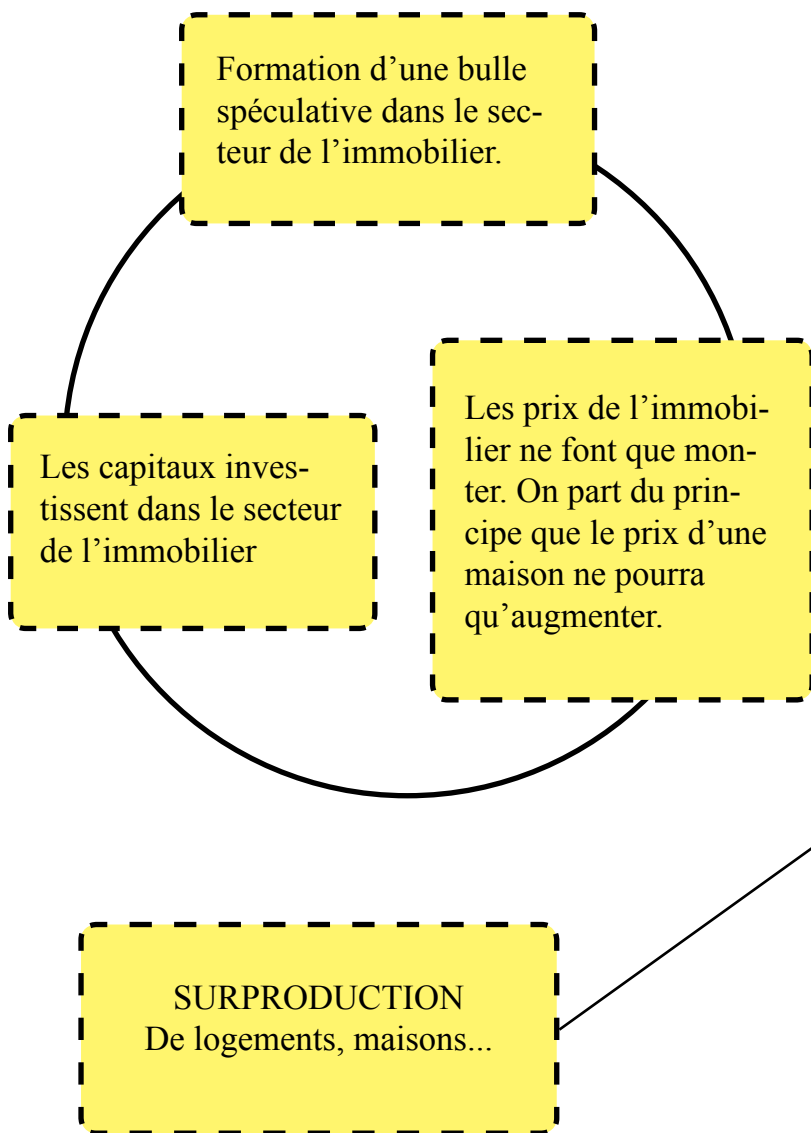 Formation d’une bulle
spéculative dans le sec-
teur de l’immobilier.
Les capitaux inves-
tissent dans le secteur
de l’immobilier
Les prix de l’immobi-
lier ne font que mon-
ter. On part du prin-
cipe que le prix d’une
maison ne pourra
qu’augmenter.
SURPRODUCTION
De logements, maisons...